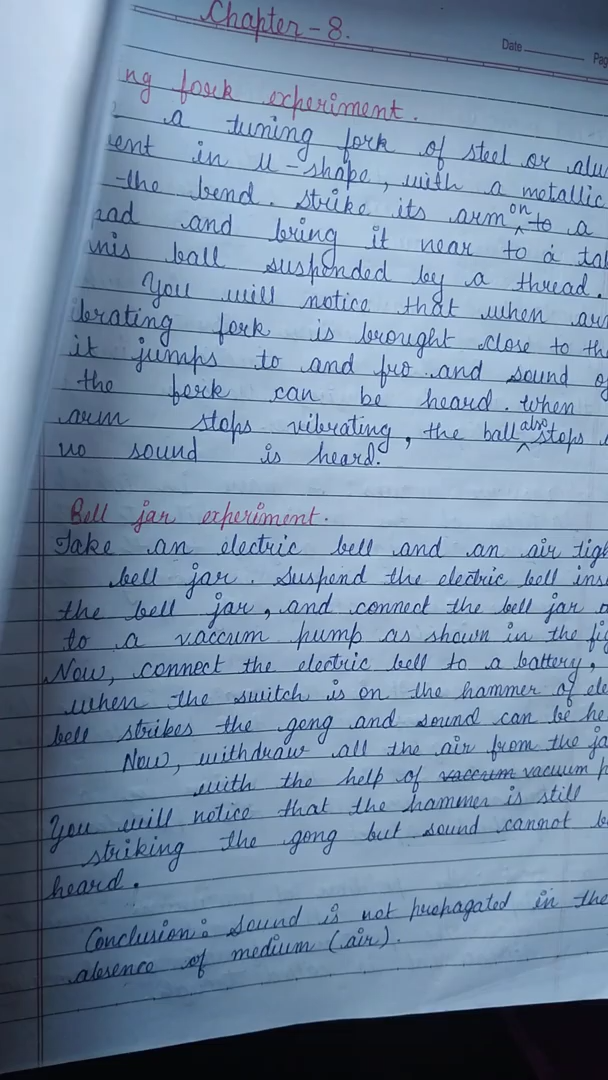 Chapter - 8.
Date
Pag
ng fork experiment.
a tuning fork of steel or alu
ent in u-shape, with a metallic
the bend. strike its arm on to a
pad and bring it near to a ta
nis ball suspended by a thread.
You will notice that when ar
ibrating fork is brought close to th
it jumps to and fro and sound of
the fork can be heard. when
arm stops vibrating, the ball also stops
no sound is heard.
Bell jar experiment.
Take an electric bell and an air tigh
bell jar. Suspend the electric bell ins
the bell jar, and connect the bell jar
to a vaccum pump as shown in the fig
Now, connect the electric bell to a battery,
when the switch is on the hammer of ele
bell strikes the gong and sound can be he
Now, withdraw all the air from the ja
with the help of vaccum vacuum p
You will notice that the hammer is still
striking the gong but sound cannot b
heard.
Conclusion: Sound is not propagated in the
absence of medium (air).